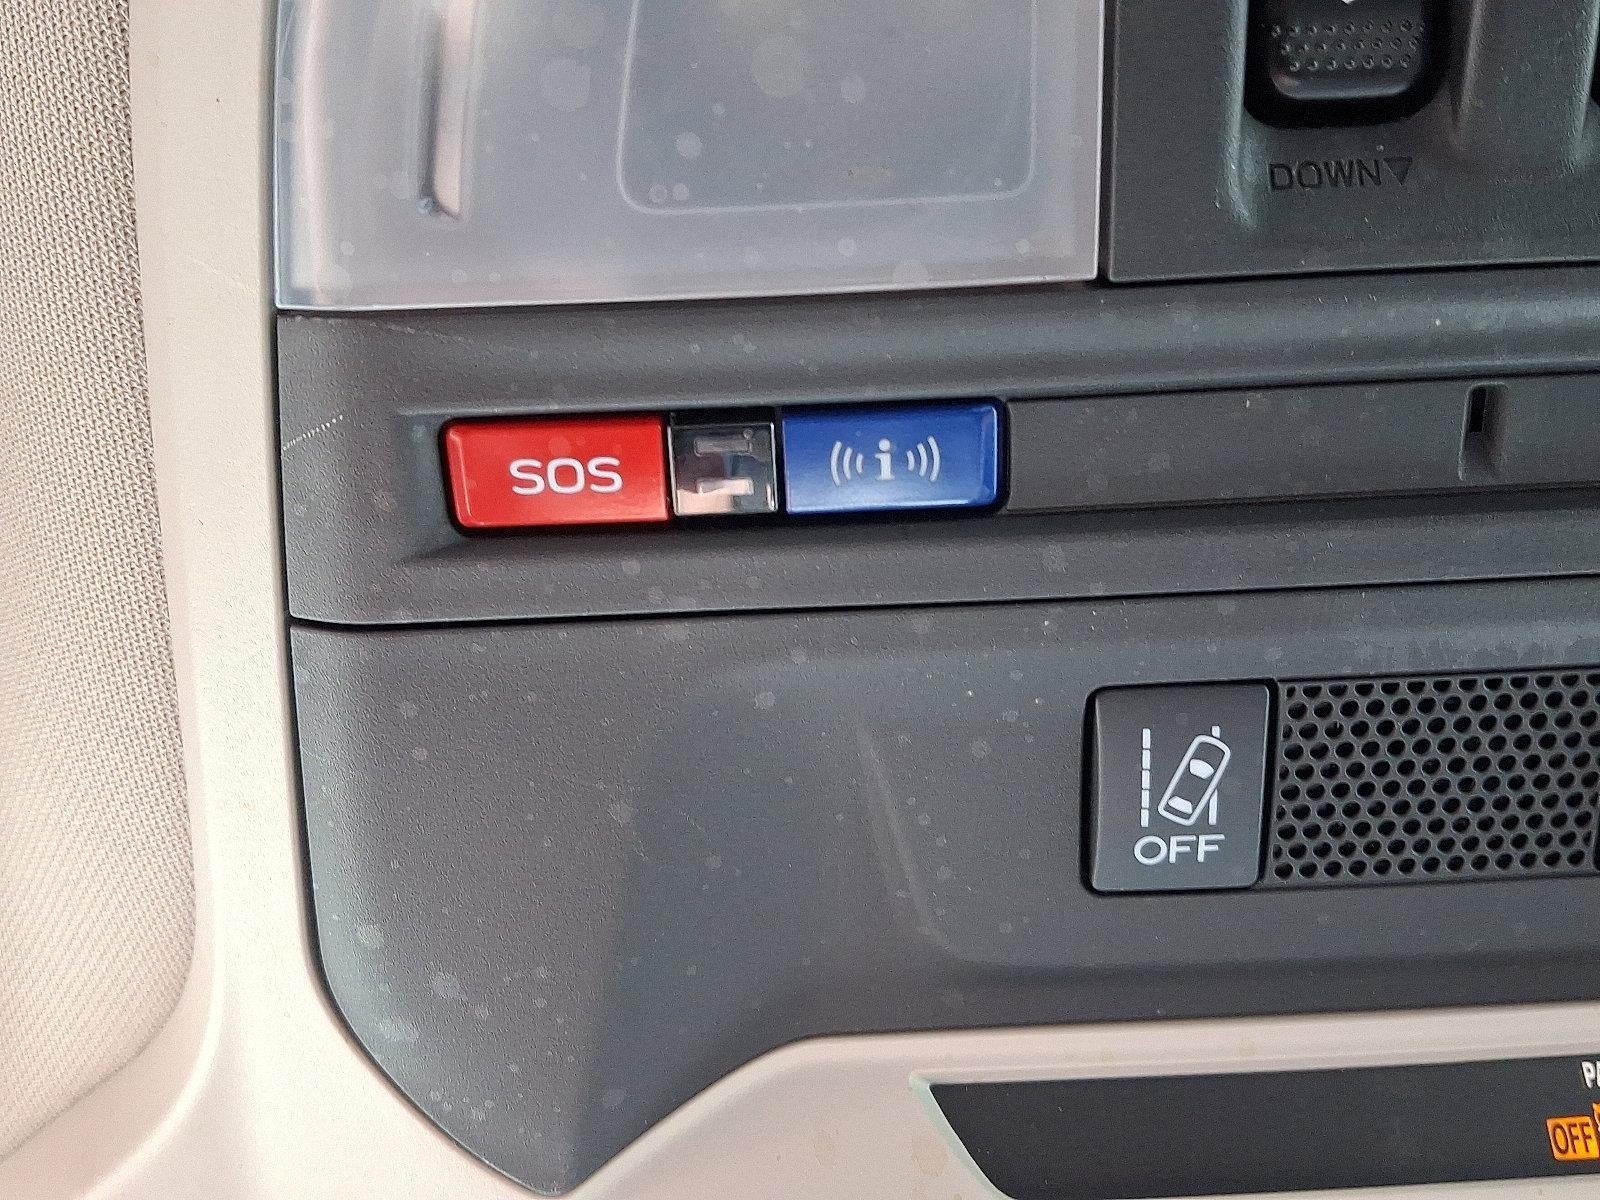 DOWN▽
SOS
((( i )))
OFF
OFF